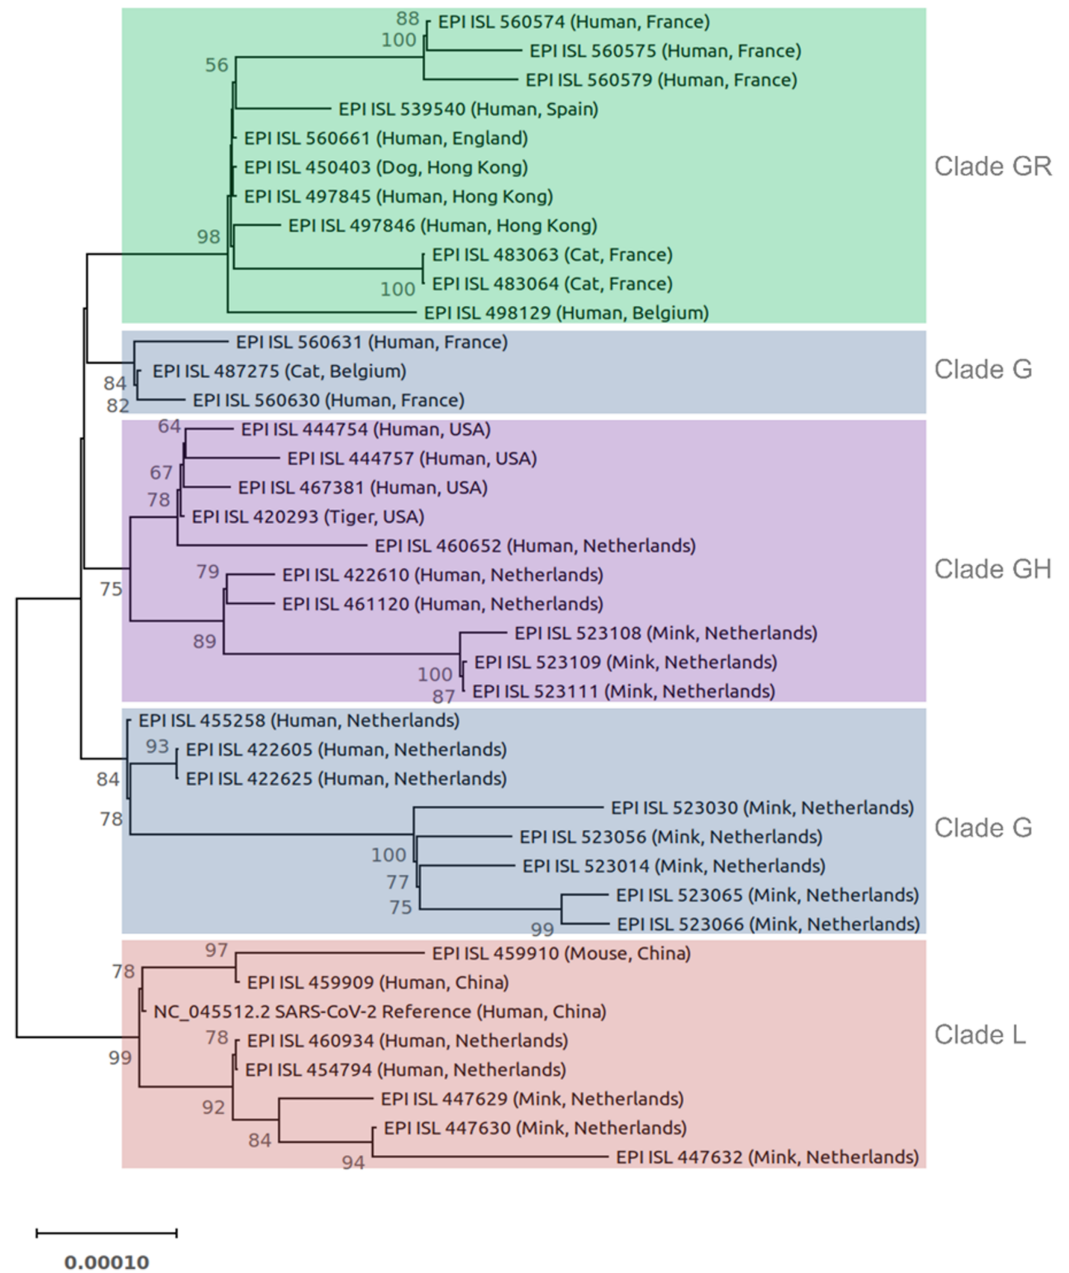 88
EPI ISL 560574 (Human, France)
100
EPI ISL 560575 (Human, France)
56
EPI ISL 560579 (Human, France)
EPI ISL 539540 (Human, Spain)
EPI ISL 560661 (Human, England)
EPI ISL 450403 (Dog, Hong Kong)
Clade GR
EPI ISL 497845 (Human, Hong Kong)
EPI ISL 497846 (Human, Hong Kong)
98
EPI ISL 483063 (Cat, France)
EPI ISL 483064 (Cat, France)
100
EPI ISL 498129 (Human, Belgium)
EPI ISL 560631 (Human, France)
EPI ISL 487275 (Cat, Belgium)
Clade G
84
EPI ISL 560630 (Human, France)
82
64
EPI ISL 444754 (Human, USA)
EPI ISL 444757 (Human, USA)
67
EPI ISL 467381 (Human, USA)
78
EPI ISL 420293 (Tiger, USA)
EPI ISL 460652 (Human, Netherlands)
79
EPI ISL 422610 (Human, Netherlands)
Clade GH
75
EPI ISL 461120 (Human, Netherlands)
EPI ISL 523108 (Mink, Netherlands)
89
EPI ISL 523109 (Mink, Netherlands)
100
EPI ISL 523111 (Mink, Netherlands)
87
EPI ISL 455258 (Human, Netherlands)
93
EPI ISL 422605 (Human, Netherlands)
84
EPI ISL 422625 (Human, Netherlands)
EPI ISL 523030 (Mink, Netherlands)
78
EPI ISL 523056 (Mink, Netherlands)
Clade G
100
EPI ISL 523014 (Mink, Netherlands)
77
EPI ISL 523065 (Mink, Netherlands)
75
EPI ISL 523066 (Mink, Netherlands)
99
97
EPI ISL 459910 (Mouse, China)
78
EPI ISL 459909 (Human, China)
NC_045512.2 SARS-CoV-2 Reference (Human, China)
78
EPI ISL 460934 (Human, Netherlands)
Clade L
99
EPI ISL 454794 (Human, Netherlands)
EPI ISL 447629 (Mink, Netherlands)
92
EPI ISL 447630 (Mink, Netherlands)
84
EPI ISL 447632 (Mink, Netherlands)
94
0.00010